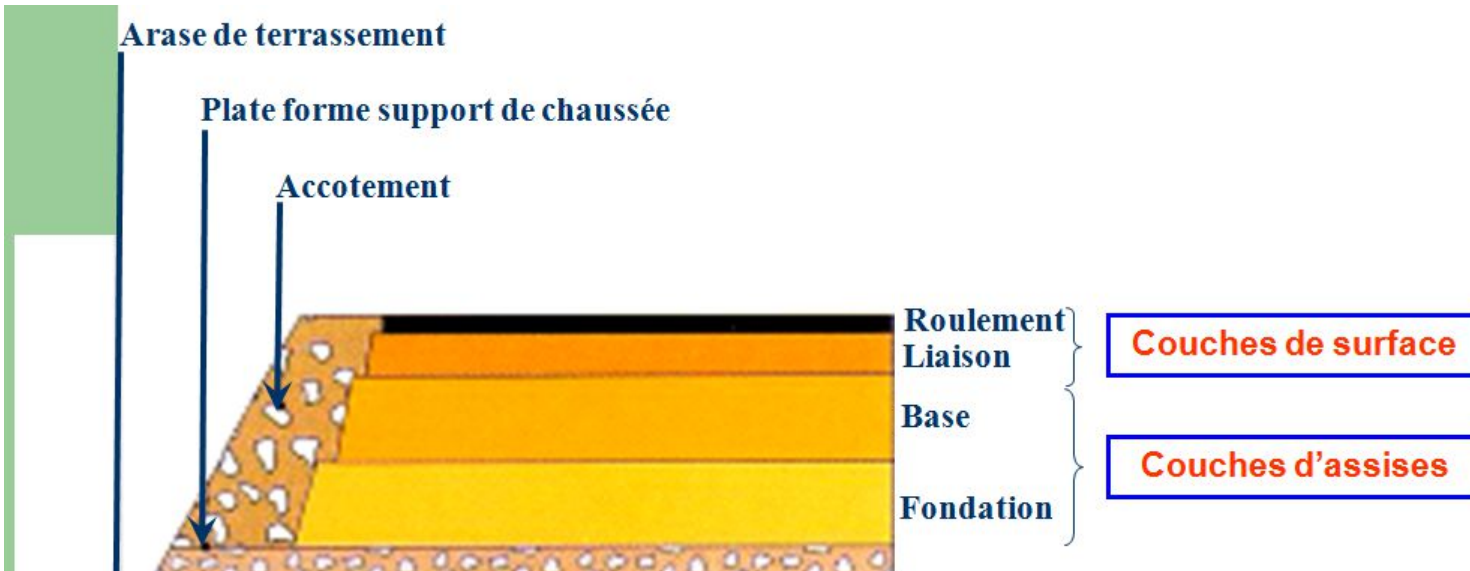 Arase de terrassement
Plate forme support de chaussée
Accotement
Roulement
Liaison
Couches de surface
Base
Couches d'assises
Fondation